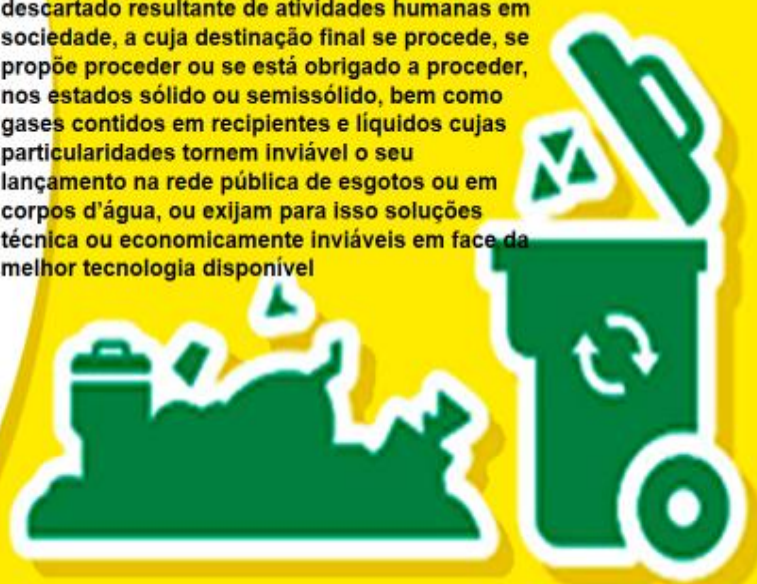 descartado resultante de atividades humanas em
sociedade, a cuja destinação final se procede, se
propõe proceder ou se está obrigado a proceder,
nos estados sólido ou semissólido, bem como
gases contidos em recipientes e líquidos cujas
particularidades tornem inviável o seu
lançamento na rede pública de esgotos ou em
corpos d'água, ou exijam para isso soluções
técnica ou economicamente inviáveis em face da
melhor tecnologia disponível